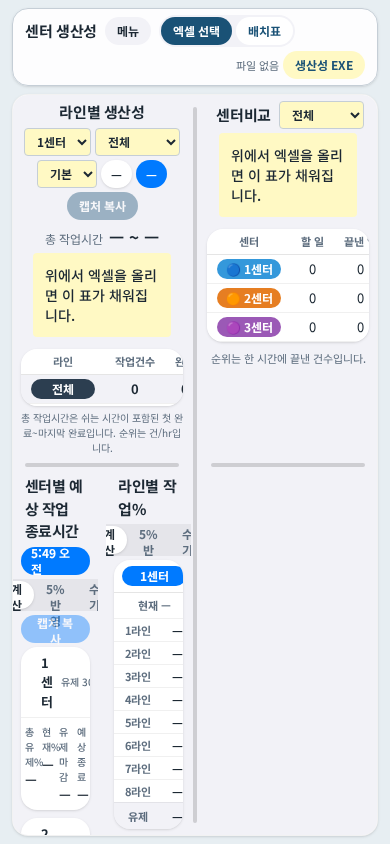 센터 생산성 메뉴 엑셀 선택 배치표
파일 없음 생산성 EXE
라인별 생산성
1센터 전체
기본 — —
캡처 복사
총 작업시간 — ~ —
위에서 엑셀을 올리
면 이 표가 채워집
니다.
라인 작업건수
전체 0
총 작업시간은 쉬는 시간이 포함된 첫 완
료~마지막 완료입니다. 순위는 건/hr입
니다.
센터비교 전체
위에서 엑셀을 올리
면 이 표가 채워집
니다.
센터 할 일 끝낸
1센터 0 0
2센터 0 0
3센터 0 0
순위는 한 시간에 끝낸 건수입니다.
센터별 예
상 작업
종료시간
5:49 오
전
계
산
5%
반
영
수
기
캡처 복
사
1
센
터
유제 30
총
유
제%
—
현
재%
—
유
제
마
감
—
예
상
종
료
—
2
라인별 작
업%
계
산
5%
반
수
기
1센터
현재 —
1라인 —
2라인 —
3라인 —
4라인 —
5라인 —
6라인 —
7라인 —
8라인 —
유제 —